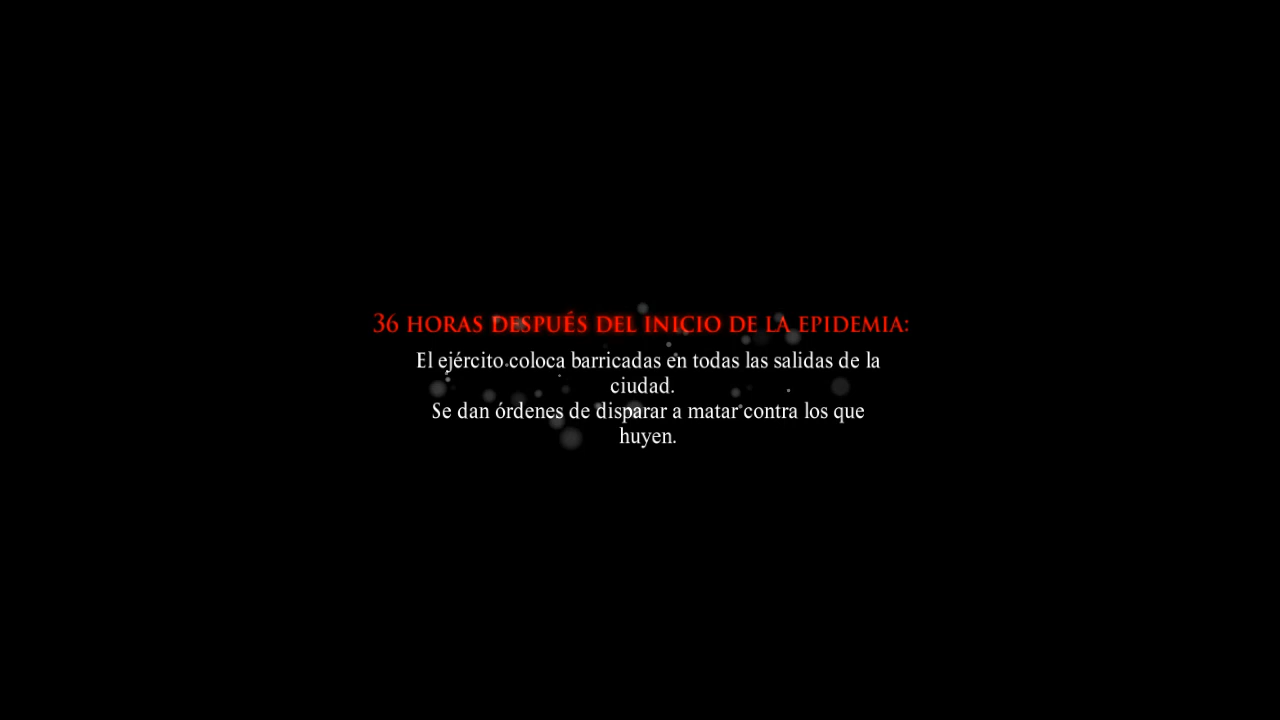 36 HORAS DESPUÉS DEL INICIO DE LA EPIDEMIA:
El ejército coloca barricadas en todas las salidas de la
ciudad.
Se dan órdenes de disparar a matar contra los que
huyen.